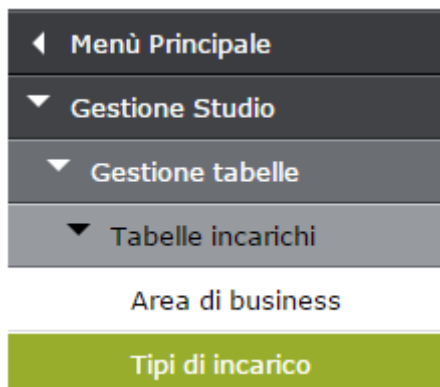 Menù Principale
Gestione Studio
Gestione tabelle
Tabelle incarichi
Area di business
Tipi di incarico